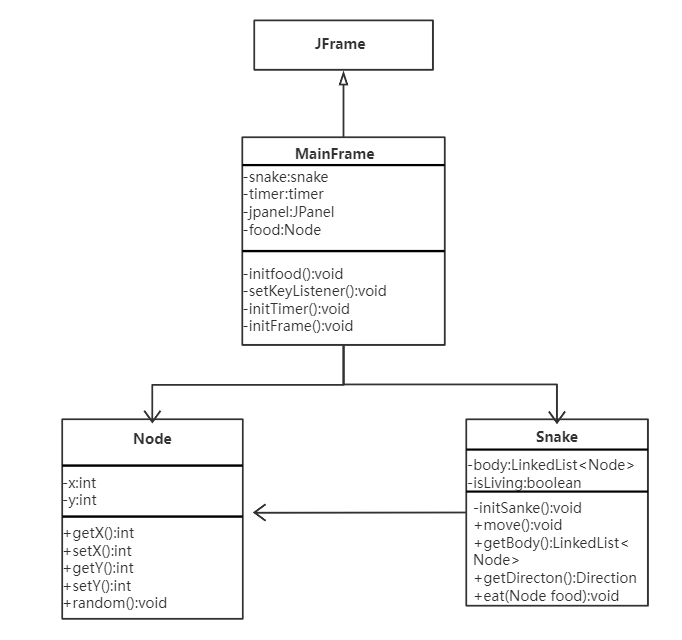 JFrame
MainFrame
-snake:snake
-timer:timer
-jpanel:JPanel
-food:Node
-initfood():void
-setKeyListener():void
-initTimer():void
-initFrame():void
Node
-x:int
-y:int
+getX():int
+setX():int
+getY():int
+setY():int
+random():void
Snake
-body:LinkedList<Node>
-isLiving:boolean
-initSanke():void
+move():void
+getBody():LinkedList<
Node>
+getDirecton():Direction
+eat(Node food):void